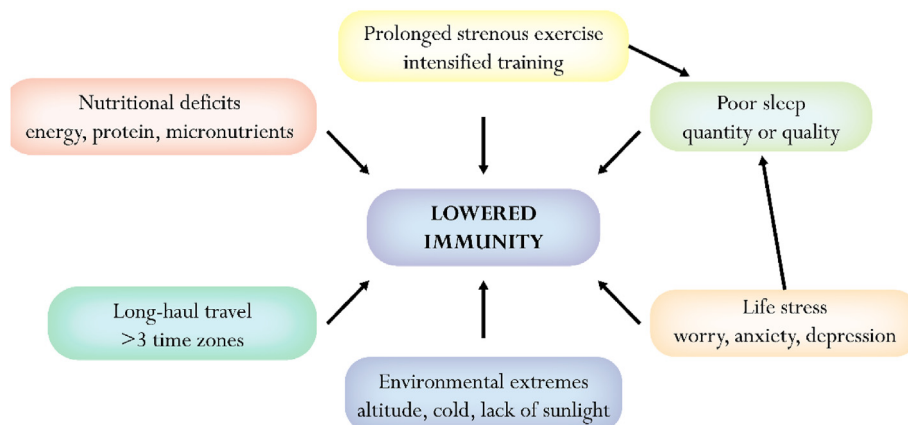 Prolonged strenous exercise
intensified training
Nutritional deficits
energy, protein, micronutrients
Poor sleep
quantity or quality
LOWERED
IMMUNITY
Long-haul travel
>3 time zones
Life stress
worry, anxiety, depression
Environmental extremes
altitude, cold, lack of sunlight